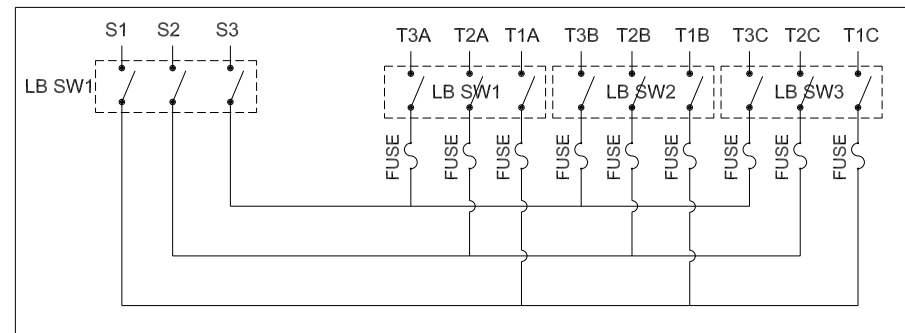 S1 S2 S3
T3A T2A T1A T3B T2B T1B T3C T2C T1C
LB SW1
LB SW1 LB SW2 LB SW3
FUSE FUSE FUSE FUSE FUSE FUSE FUSE FUSE FUSE